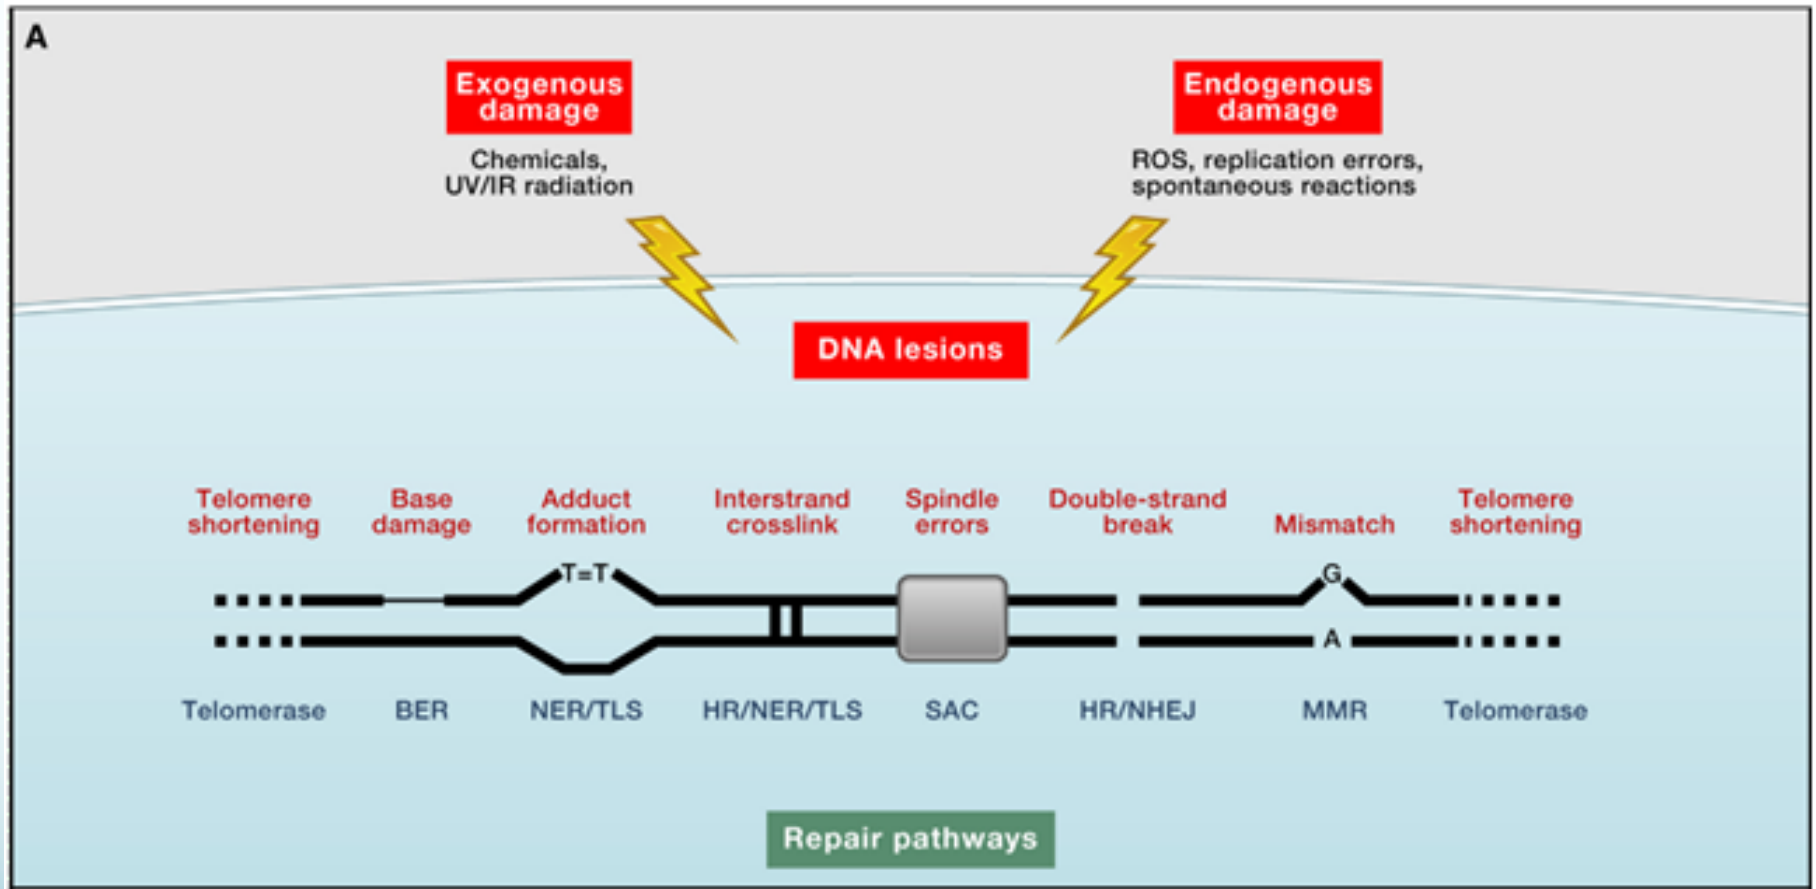 A
Exogenous
damage
Chemicals,
UV/IR radiation
Endogenous
damage
ROS, replication errors,
spontaneous reactions
DNA lesions
Telomere
shortening
Base
damage
Adduct
formation
Interstrand
crosslink
Spindle
errors
Double-strand
break
Mismatch
Telomere
shortening
T=T
G
A
Telomerase
BER
NER/TLS
HR/NER/TLS
SAC
HR/NHEJ
MMR
Telomerase
Repair pathways